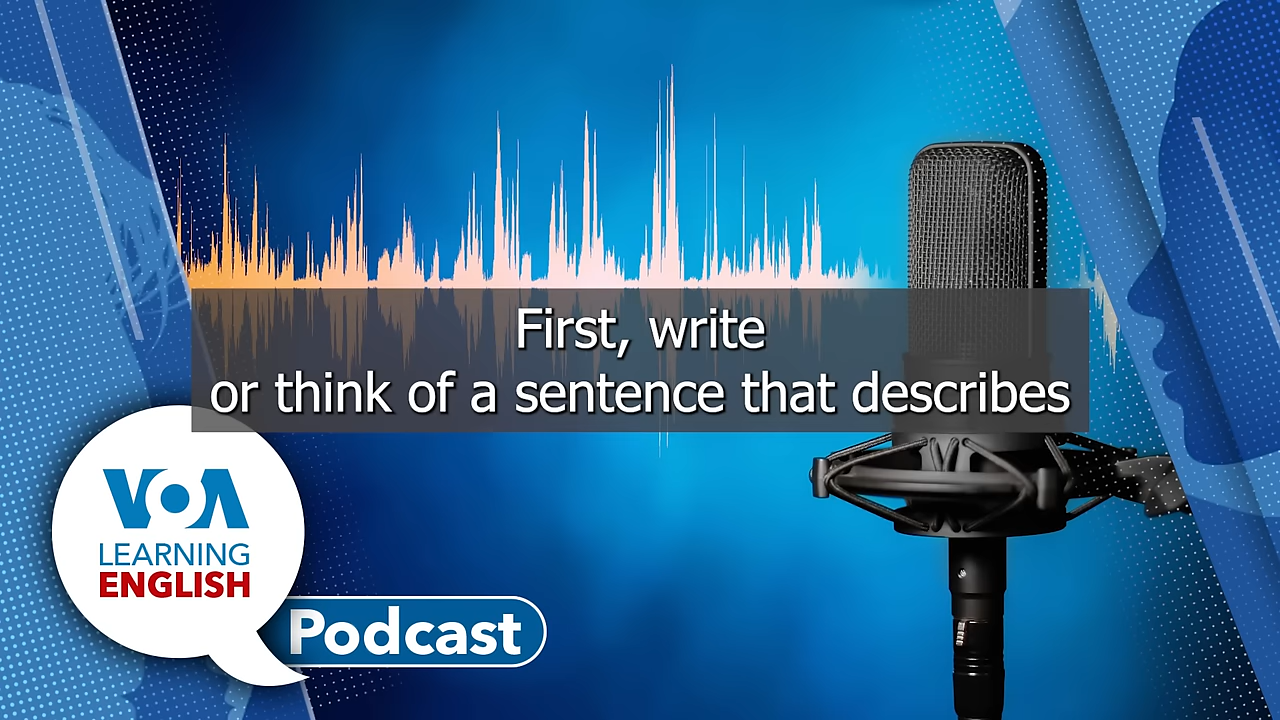 First, write
or think of a sentence that describes
VOA
LEARNING
ENGLISH
Podcast